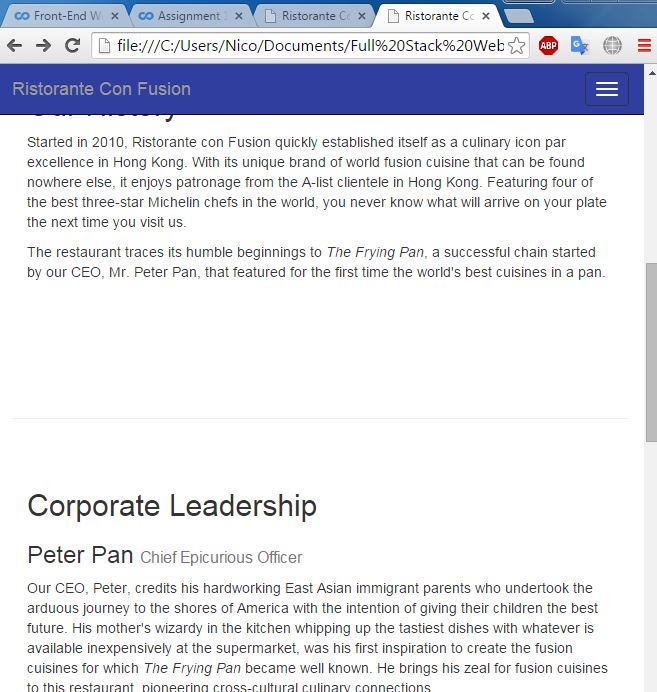 Front-End W
Assignment
Ristorante Co
Ristorante Co
file:///C:/Users/Nico/Documents/Full%20Stack%20Web
ABP
Ristorante Con Fusion
Our History
Started in 2010, Ristorante con Fusion quickly established itself as a culinary icon par
excellence in Hong Kong. With its unique brand of world fusion cuisine that can be found
nowhere else, it enjoys patronage from the A-list clientele in Hong Kong. Featuring four of
the best three-star Michelin chefs in the world, you never know what will arrive on your plate
the next time you visit us.
The restaurant traces its humble beginnings to The Frying Pan, a successful chain started
by our CEO, Mr. Peter Pan, that featured for the first time the world's best cuisines in a pan.
Corporate Leadership
Peter Pan Chief Epicurious Officer
Our CEO, Peter, credits his hardworking East Asian immigrant parents who undertook the
arduous journey to the shores of America with the intention of giving their children the best
future. His mother's wizardy in the kitchen whipping up the tastiest dishes with whatever is
available inexpensively at the supermarket, was his first inspiration to create the fusion
cuisines for which The Frying Pan became well known. He brings his zeal for fusion cuisines
to this restaurant, pioneering cross-cultural culinary connections